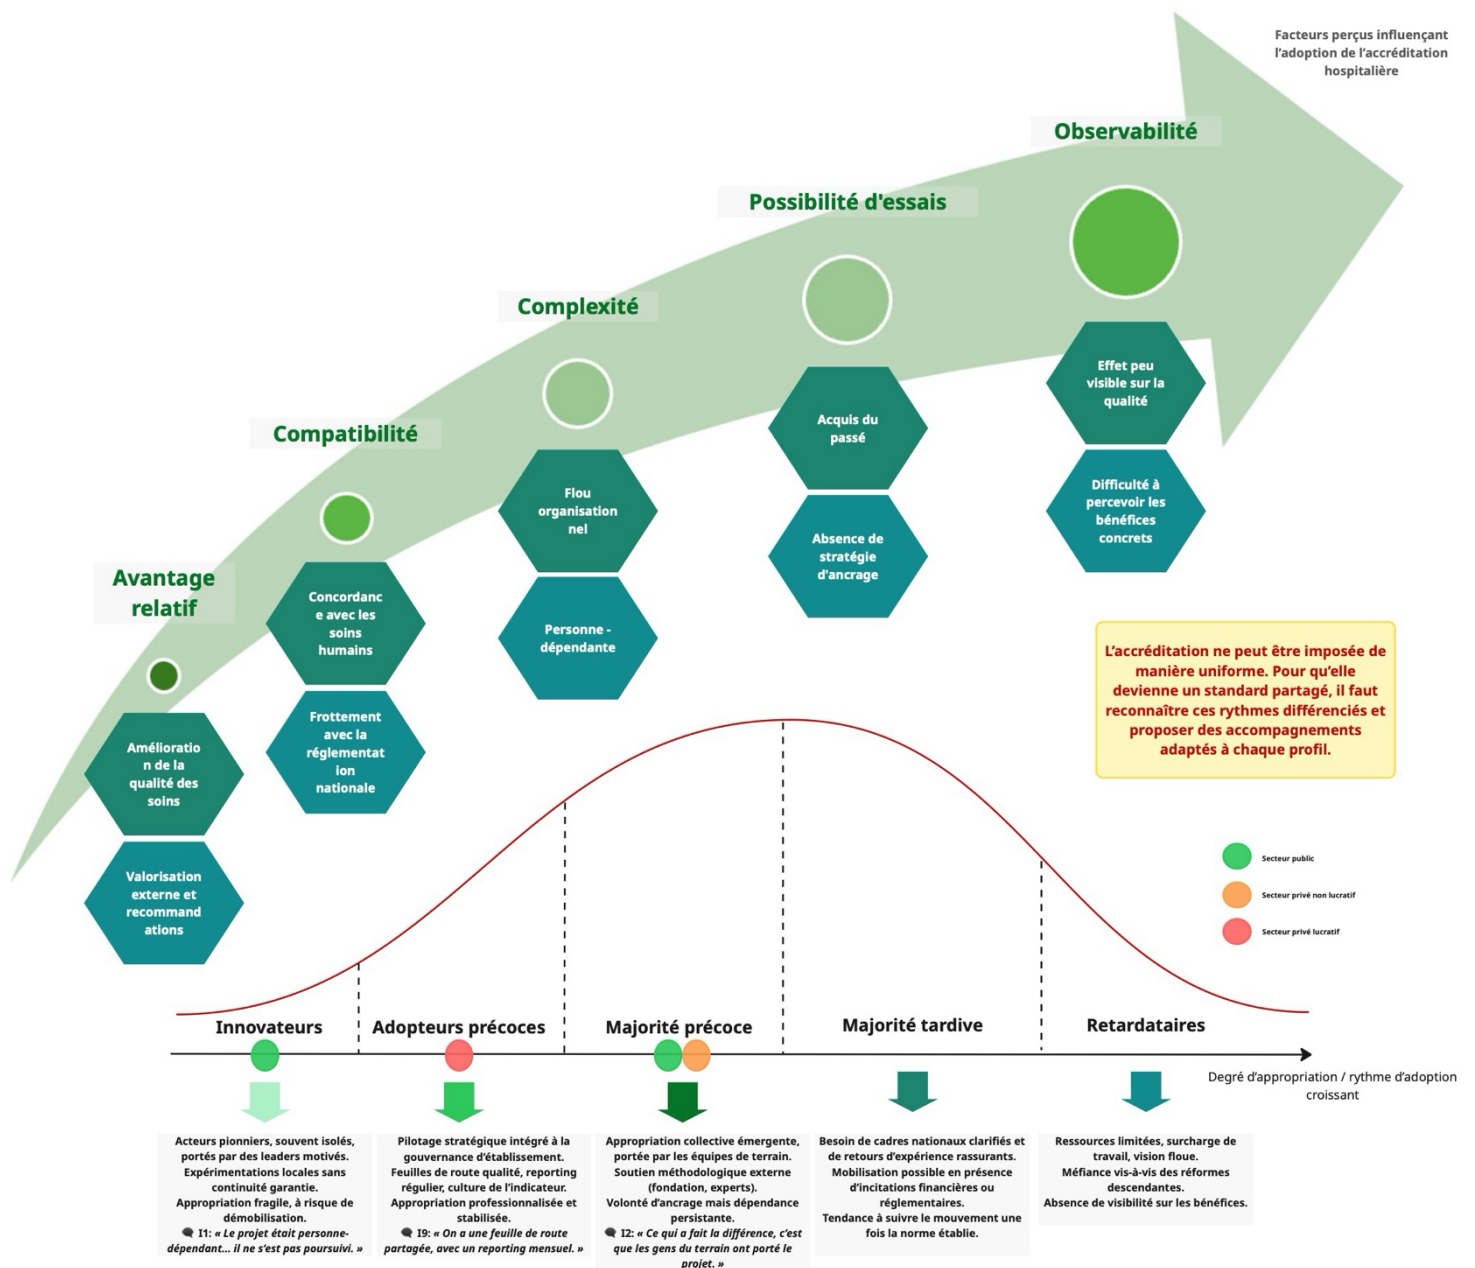 Facteurs perçus influençant
l'adoption de l'accréditation
hospitalière
Observabilité
Possibilité d'essais
Complexité
Compatibilité
Avantage
relatif
Effet peu
visible sur la
qualité
Difficulté à
percevoir les
bénéfices
concrets
Acquis du
passé
Absence de
stratégie
d'ancrage
Flou
organisation
nel
Personne -
dépendante
Concordanc
e avec les
soins
humains
Frottement
avec la
réglementat
ion
nationale
Amélioratio
n de la
qualité des
soins
Valorisation
externe et
recommand
ations
L'accréditation ne peut être imposée de
manière uniforme. Pour qu'elle
devienne un standard partagé, il faut
reconnaître ces rythmes différenciés et
proposer des accompagnements
adaptés à chaque profil.
Secteur public
Secteur privé non lucratif
Secteur privé lucratif
Innovateurs
Adopteurs précoces
Majorité précoce
Majorité tardive
Retardataires
Degré d'appropriation / rythme d'adoption
croissant
Acteurs pionniers, souvent isolés,
portés par des leaders motivés.
Expérimentations locales sans
continuité garantie.
Appropriation fragile, à risque de
démobilisation.
I1: « Le projet était personne-
dépendant... il ne s'est pas poursuivi. »
Pilotage stratégique intégré à la
gouvernance d'établissement.
Feuilles de route qualité, reporting
régulier, culture de l'indicateur.
Appropriation professionnalisée et
stabilisée.
I9: « On a une feuille de route
partagée, avec un reporting mensuel. »
Appropriation collective émergente,
portée par les équipes de terrain.
Soutien méthodologique externe
(fondation, experts).
Volonté d'ancrage mais dépendance
persistante.
I2: « Ce qui a fait la différence, c'est
que les gens du terrain ont porté le
projet. »
Besoin de cadres nationaux clarifiés et
de retours d'expérience rassurants.
Mobilisation possible en présence
d'incitations financières ou
réglementaires.
Tendance à suivre le mouvement une
fois la norme établie.
Ressources limitées, surcharge de
travail, vision floue.
Méfiance vis-à-vis des réformes
descendantes.
Absence de visibilité sur les bénéfices.